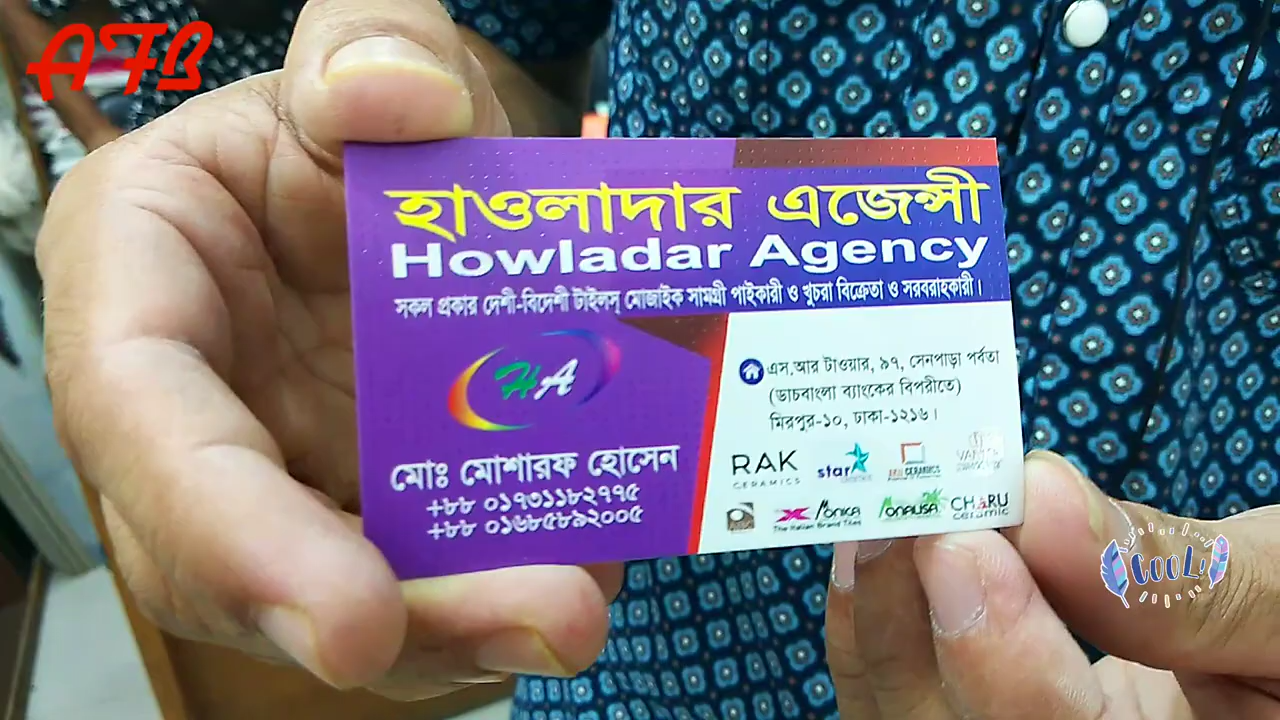 AFB
হাওলাদার এজেন্সী
Howladar Agency
সকল প্রকার দেশী-বিদেশী টাইলস্ মোজাইক সামগ্রী পাইকারী ও খুচরা বিক্রেতা ও সরবরাহকারী।
HA
এস.আর টাওয়ার, ৯৭, সেনপাড়া পর্বতা
(ডাচবাংলা ব্যাংকের বিপরীতে)
মিরপুর-১০, ঢাকা-১২১৬।
মোঃ মোশারফ হোসেন
+৮৮ ০১৭৩১১৮২৭৭৫
+৮৮ ০১৬৮৫৮৯২০০৫
RAK
CERAMICS
star
CERAMICS
Monica
The Italian Brand Tiles
MONALISA
CHARU
ceramic
COOL!